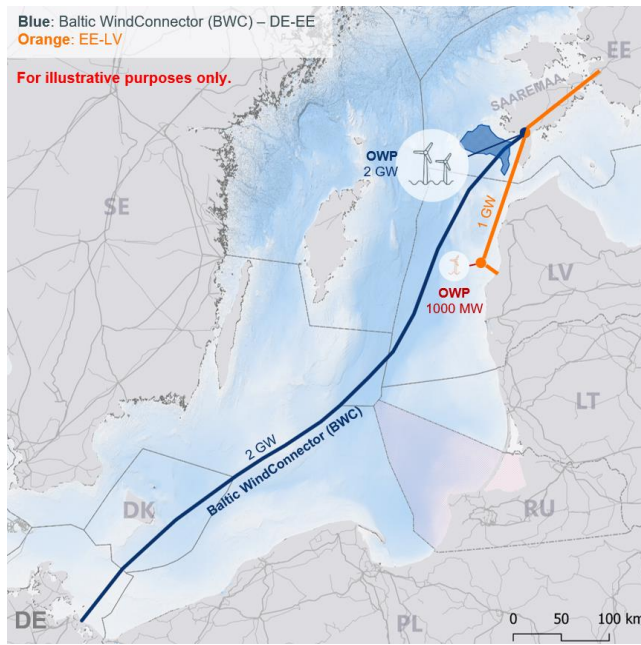 Blue: Baltic WindConnector (BWC) – DE-EE
Orange: EE-LV
For illustrative purposes only.
EE
SAAREMAA
OWP
2 GW
SE
1 GW
LV
OWP
1000 MW
LT
2 GW
Baltic WindConnector (BWC)
DK
RU
DE
PL
0 50 100 km